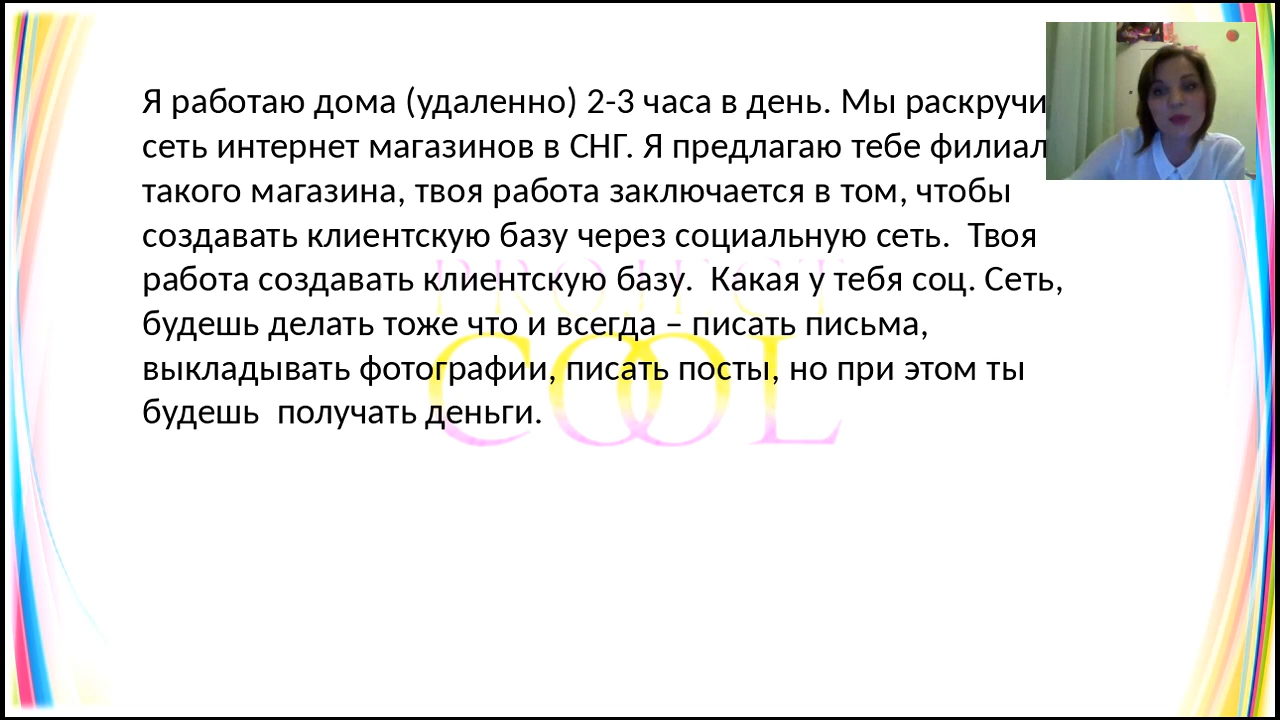 Я работаю дома (удаленно) 2-3 часа в день. Мы раскручи
сеть интернет магазинов в СНГ. Я предлагаю тебе филиал
такого магазина, твоя работа заключается в том, чтобы
создавать клиентскую базу через социальную сеть.  Твоя
работа создавать клиентскую базу.  Какая у тебя соц. Сеть,
будешь делать тоже что и всегда – писать письма,
выкладывать фотографии, писать посты, но при этом ты
будешь  получать деньги.
PROJECT
COOL